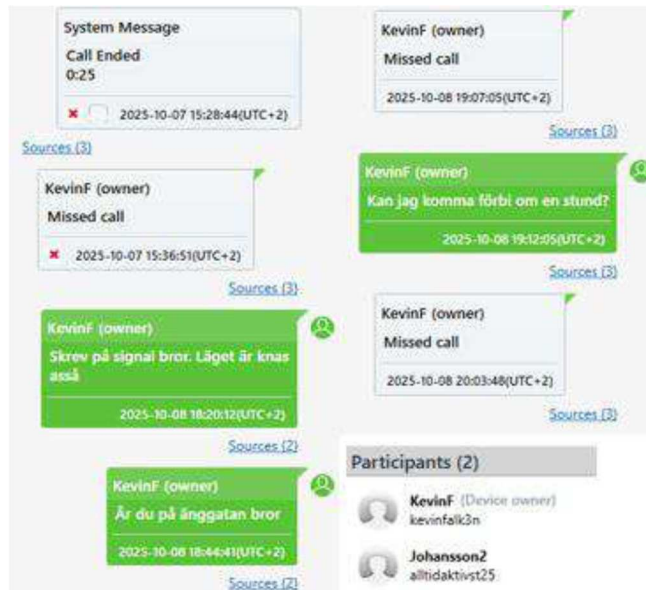 System Message
Call Ended
0:25
2025-10-07 15:28:44(UTC+2)
Sources (3)
KevinF (owner)
Missed call
2025-10-07 15:36:51(UTC+2)
Sources (3)
KevinF (owner)
Skrev på signal bror. Läget är knas
asså
2025-10-08 18:20:12(UTC+2)
Sources (2)
KevinF (owner)
Är du på änggatan bror
2025-10-08 18:44:41(UTC+2)
Sources (2)
KevinF (owner)
Missed call
2025-10-08 19:07:05(UTC+2)
Sources (3)
KevinF (owner)
Kan jag komma förbi om en stund?
2025-10-08 19:12:05(UTC+2)
Sources (3)
KevinF (owner)
Missed call
2025-10-08 20:03:48(UTC+2)
Sources (3)
Participants (2)
KevinF (Device owner)
kevinfalk3n
Johansson2
alltidaktivst25